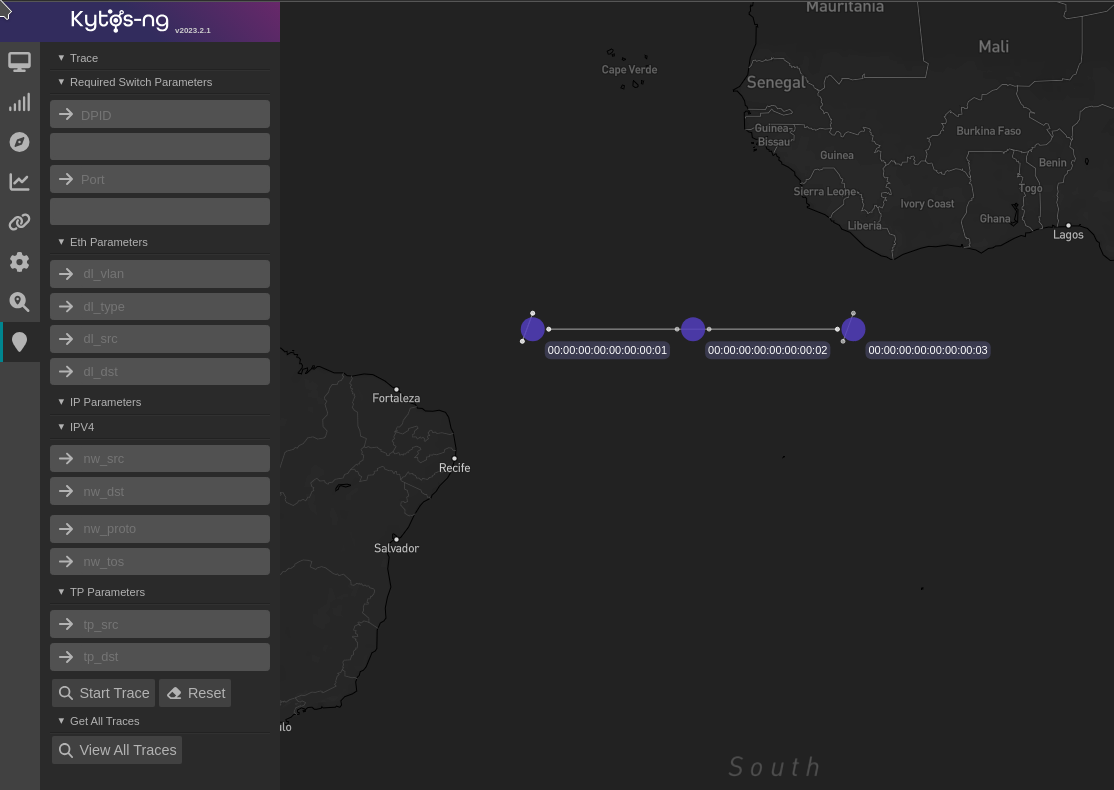 Kytos-ng v2023.2.1
Trace
Required Switch Parameters
DPID
Port
Eth Parameters
dl_vlan
dl_type
dl_src
dl_dst
IP Parameters
IPV4
nw_src
nw_dst
nw_proto
nw_tos
TP Parameters
tp_src
tp_dst
Start Trace
Reset
Get All Traces
View All Traces
Mauritania
Mali
Cape Verde
Senegal
Guinea-
Bissau
Burkina Faso
Guinea
Benin
Togo
Sierra Leone
Ivory Coast
Ghana
Liberia
Lagos
00:00:00:00:00:00:00:01
00:00:00:00:00:00:00:02
00:00:00:00:00:00:00:03
Fortaleza
Recife
Salvador
ulo
South